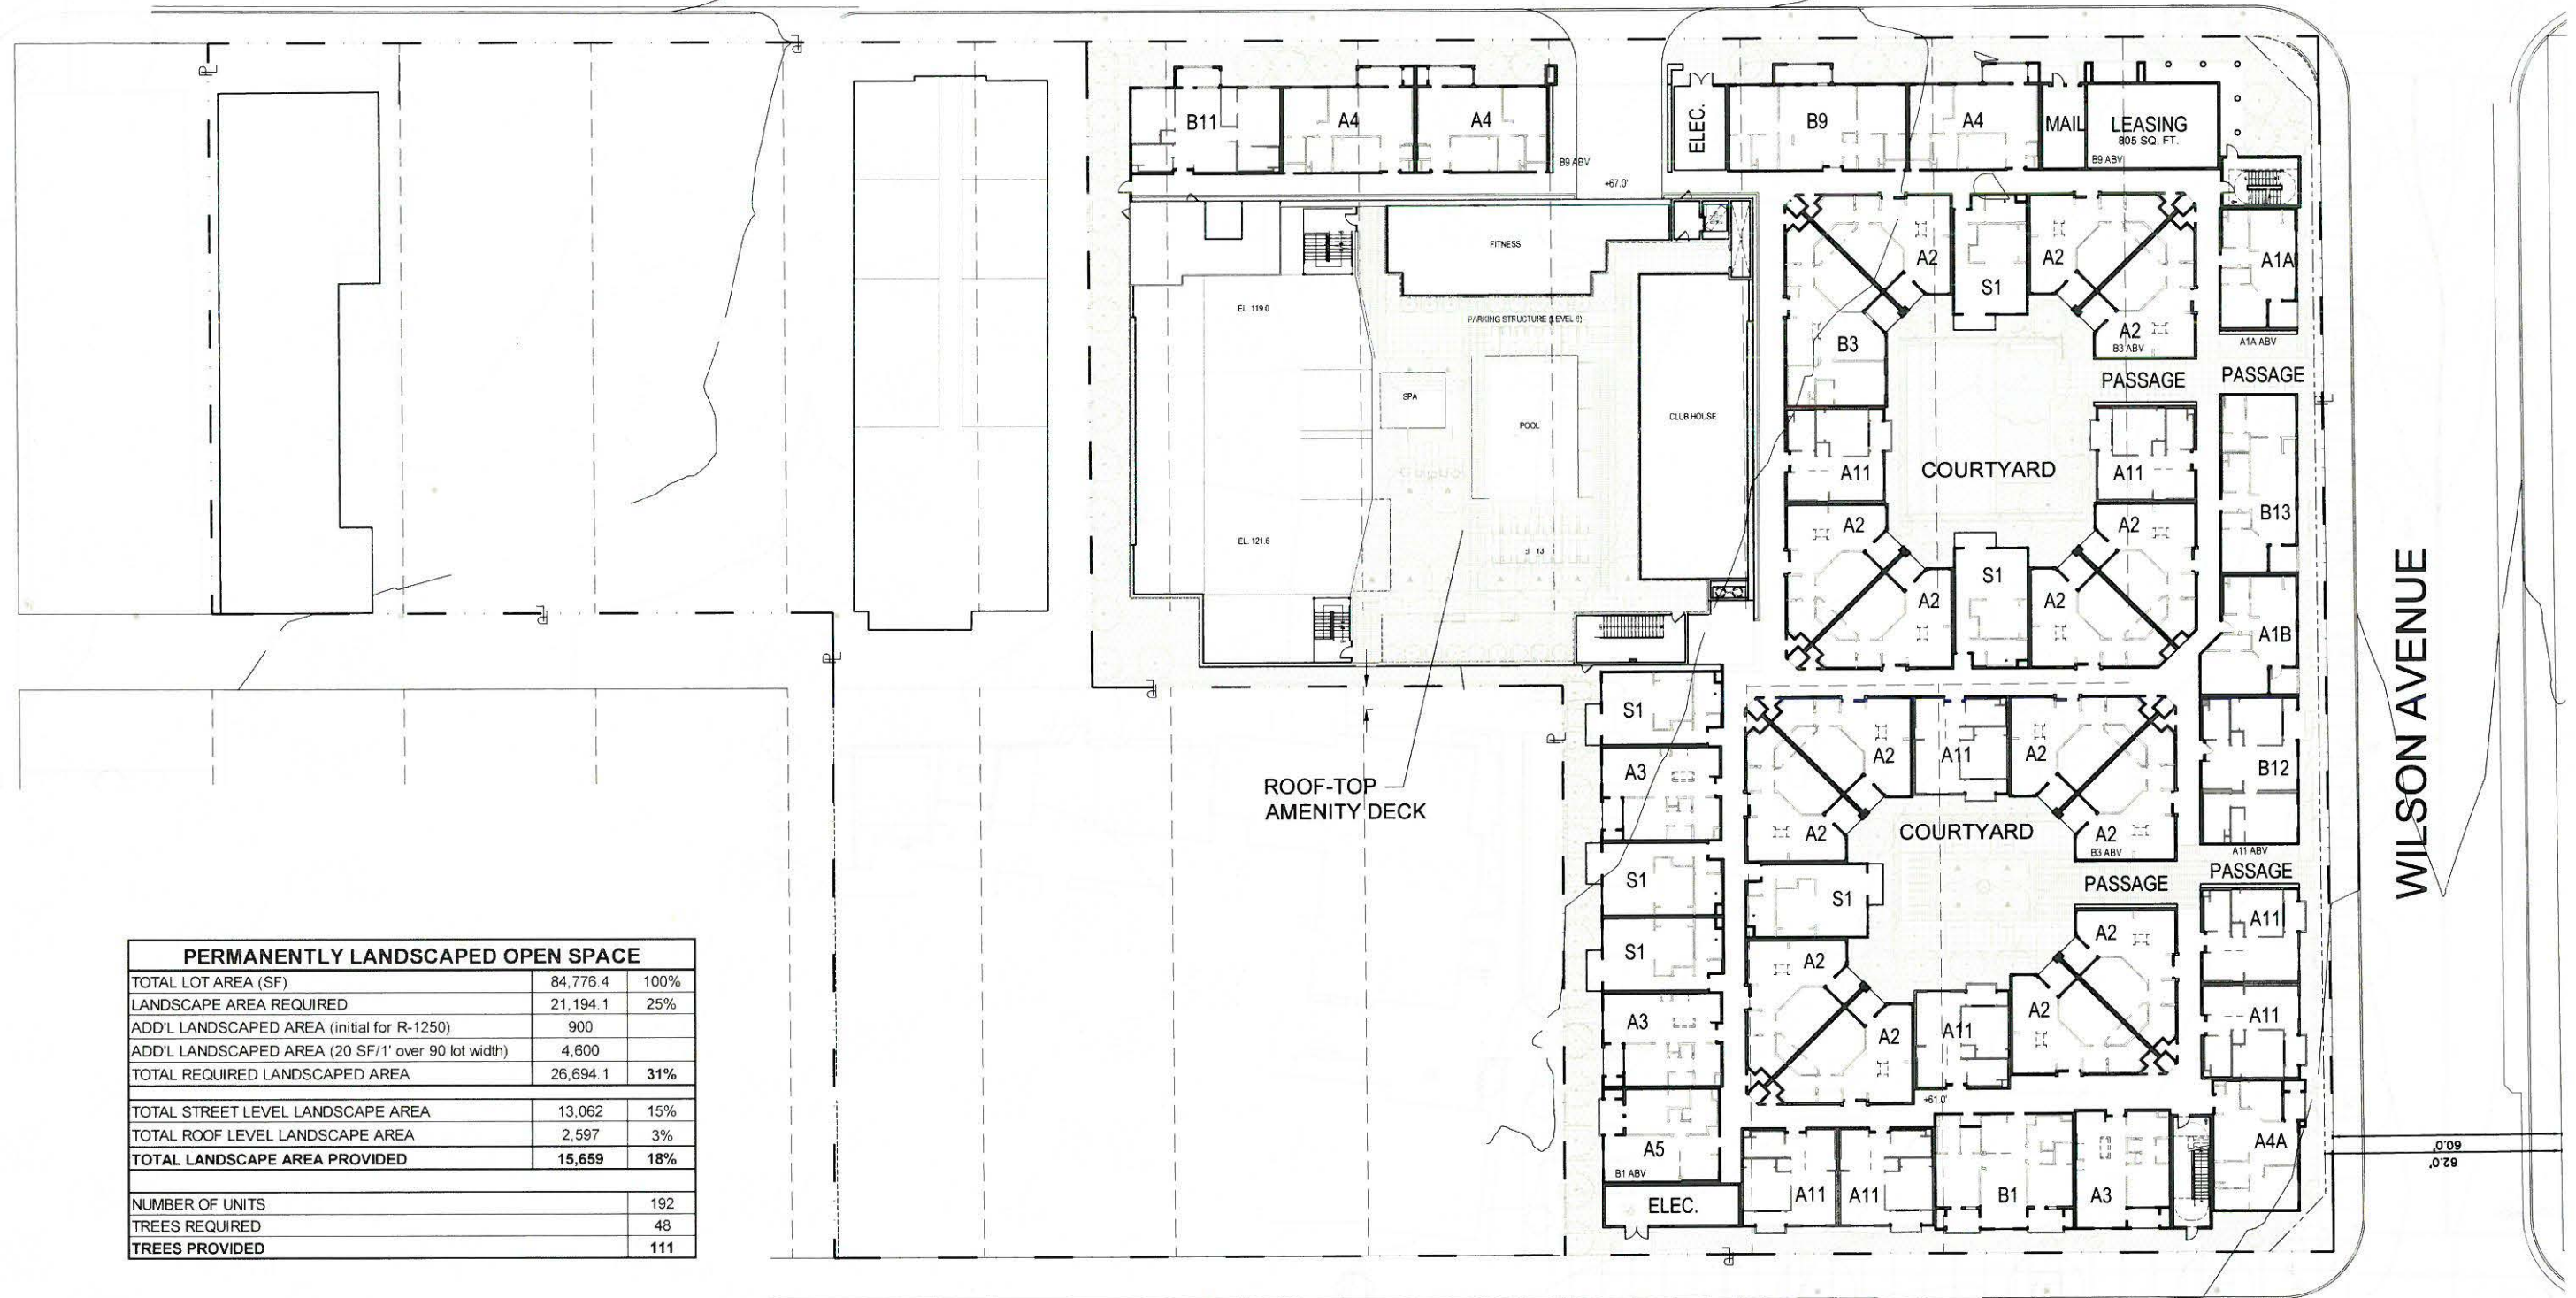 B11
A4
A4
B9 ABV
+67.0'
ELEC.
B9
A4
MAIL
LEASING
805 SQ. FT.
B9 ABV
FITNESS
EL. 119.0
PARKING STRUCTURE (LEVEL 6)
SPA
POOL
CLUB HOUSE
EL. 121.6
A2
S1
A2
A1A
B3
A2
B3 ABV
A1A ABV
PASSAGE
PASSAGE
A11
COURTYARD
A11
A2
A2
B13
A2
S1
A2
A1B
WILSON AVENUE
S1
A2
A11
A2
B12
A3
A2
COURTYARD
A2
B3 ABV
A11 ABV
PASSAGE
PASSAGE
ROOF-TOP
AMENITY DECK
S1
S1
A11
S1
A2
A2
A3
A2
A11
A2
A11
+61.0'
A5
B1 ABV
A4A
ELEC.
A11
A11
B1
A3
60.0'
62.0'
PERMANENTLY LANDSCAPED OPEN SPACE
TOTAL LOT AREA (SF) 84,776.4 100%
LANDSCAPE AREA REQUIRED 21,194.1 25%
ADD'L LANDSCAPED AREA (initial for R-1250) 900
ADD'L LANDSCAPED AREA (20 SF/1' over 90 lot width) 4,600
TOTAL REQUIRED LANDSCAPED AREA 26,694.1 31%
TOTAL STREET LEVEL LANDSCAPE AREA 13,062 15%
TOTAL ROOF LEVEL LANDSCAPE AREA 2,597 3%
TOTAL LANDSCAPE AREA PROVIDED 15,659 18%
NUMBER OF UNITS 192
TREES REQUIRED 48
TREES PROVIDED 111